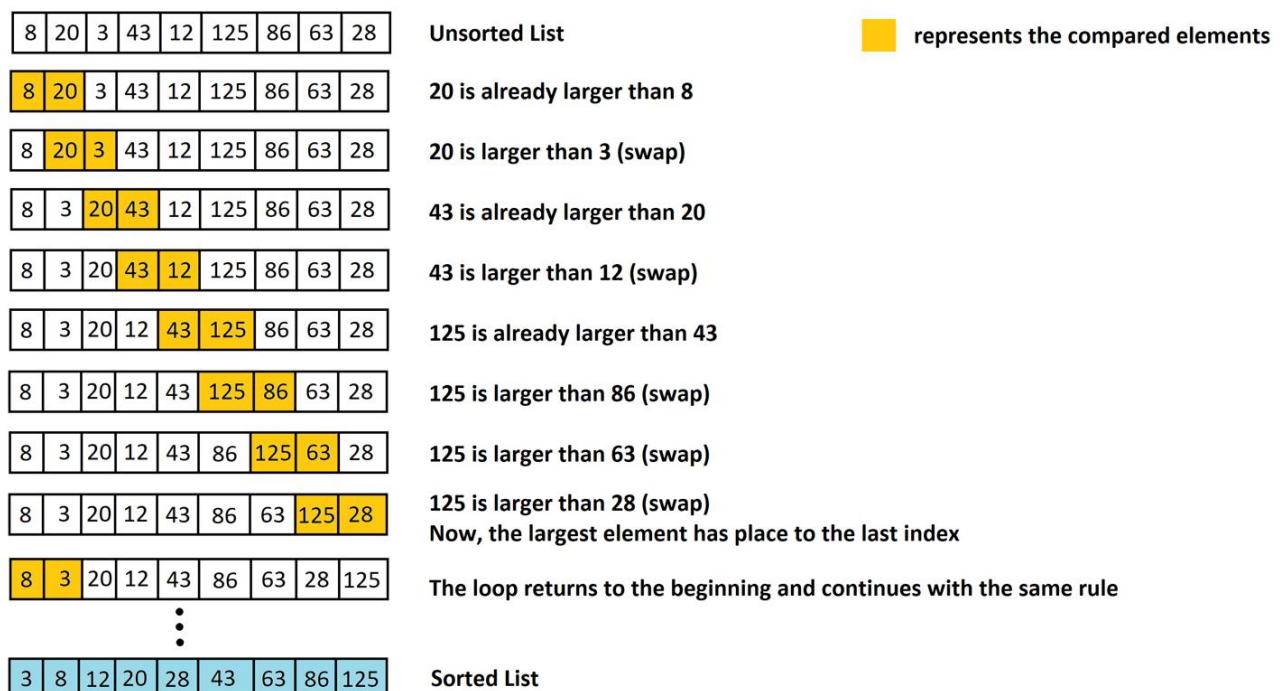 8 20 3 43 12 125 86 63 28 Unsorted List represents the compared elements
8 20 3 43 12 125 86 63 28 20 is already larger than 8
8 20 3 43 12 125 86 63 28 20 is larger than 3 (swap)
8 3 20 43 12 125 86 63 28 43 is already larger than 20
8 3 20 43 12 125 86 63 28 43 is larger than 12 (swap)
8 3 20 12 43 125 86 63 28 125 is already larger than 43
8 3 20 12 43 125 86 63 28 125 is larger than 86 (swap)
8 3 20 12 43 86 125 63 28 125 is larger than 63 (swap)
8 3 20 12 43 86 63 125 28 125 is larger than 28 (swap)
Now, the largest element has place to the last index
8 3 20 12 43 86 63 28 125 The loop returns to the beginning and continues with the same rule
3 8 12 20 28 43 63 86 125 Sorted List